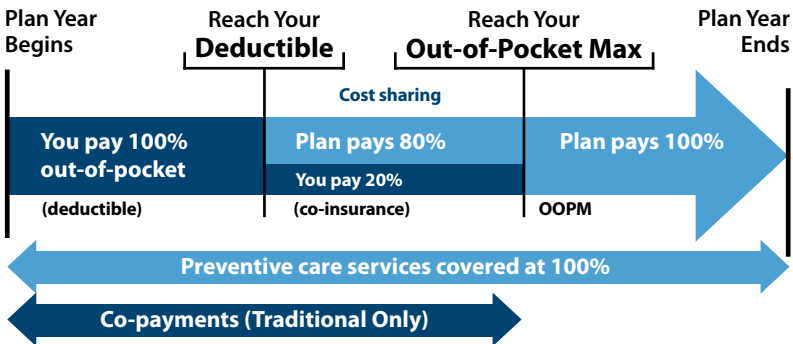 Plan Year
Begins
Reach Your
Deductible
Reach Your
Out-of-Pocket Max
Plan Year
Ends
Cost sharing
You pay 100%
out-of-pocket
Plan pays 80%
You pay 20%
Plan pays 100%
(deductible)
(co-insurance)
OOPM
Preventive care services covered at 100%
Co-payments (Traditional Only)